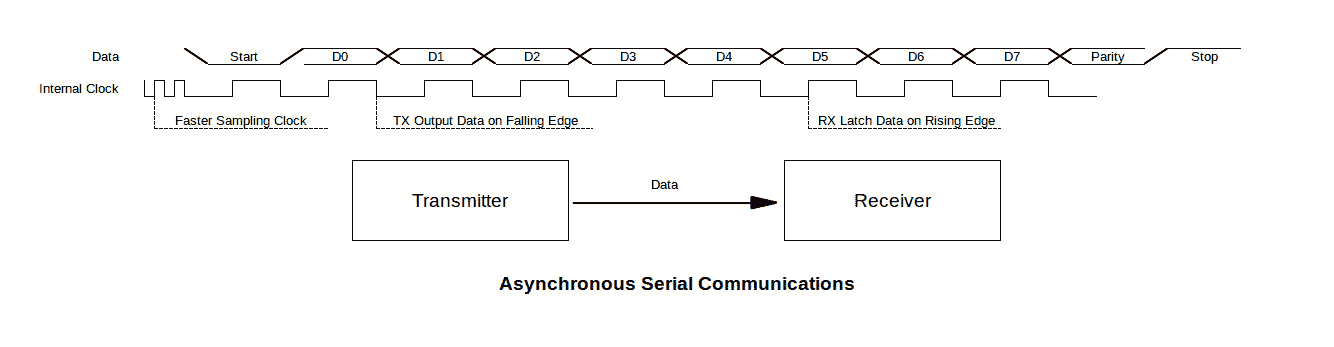 Data Start D0 D1 D2 D3 D4 D5 D6 D7 Parity Stop
Internal Clock
Faster Sampling Clock TX Output Data on Falling Edge RX Latch Data on Rising Edge
Data
Transmitter Receiver
Asynchronous Serial Communications